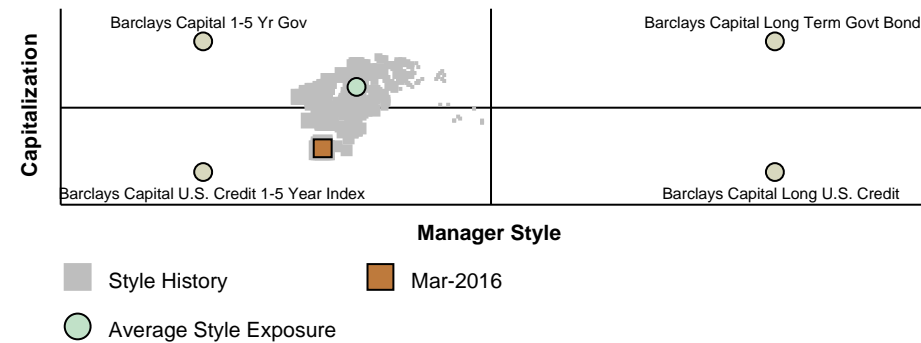 Barclays Capital 1-5 Yr Gov
Barclays Capital Long Term Govt Bond
Capitalization
Barclays Capital U.S. Credit 1-5 Year Index
Barclays Capital Long U.S. Credit
Manager Style
Style History
Mar-2016
Average Style Exposure